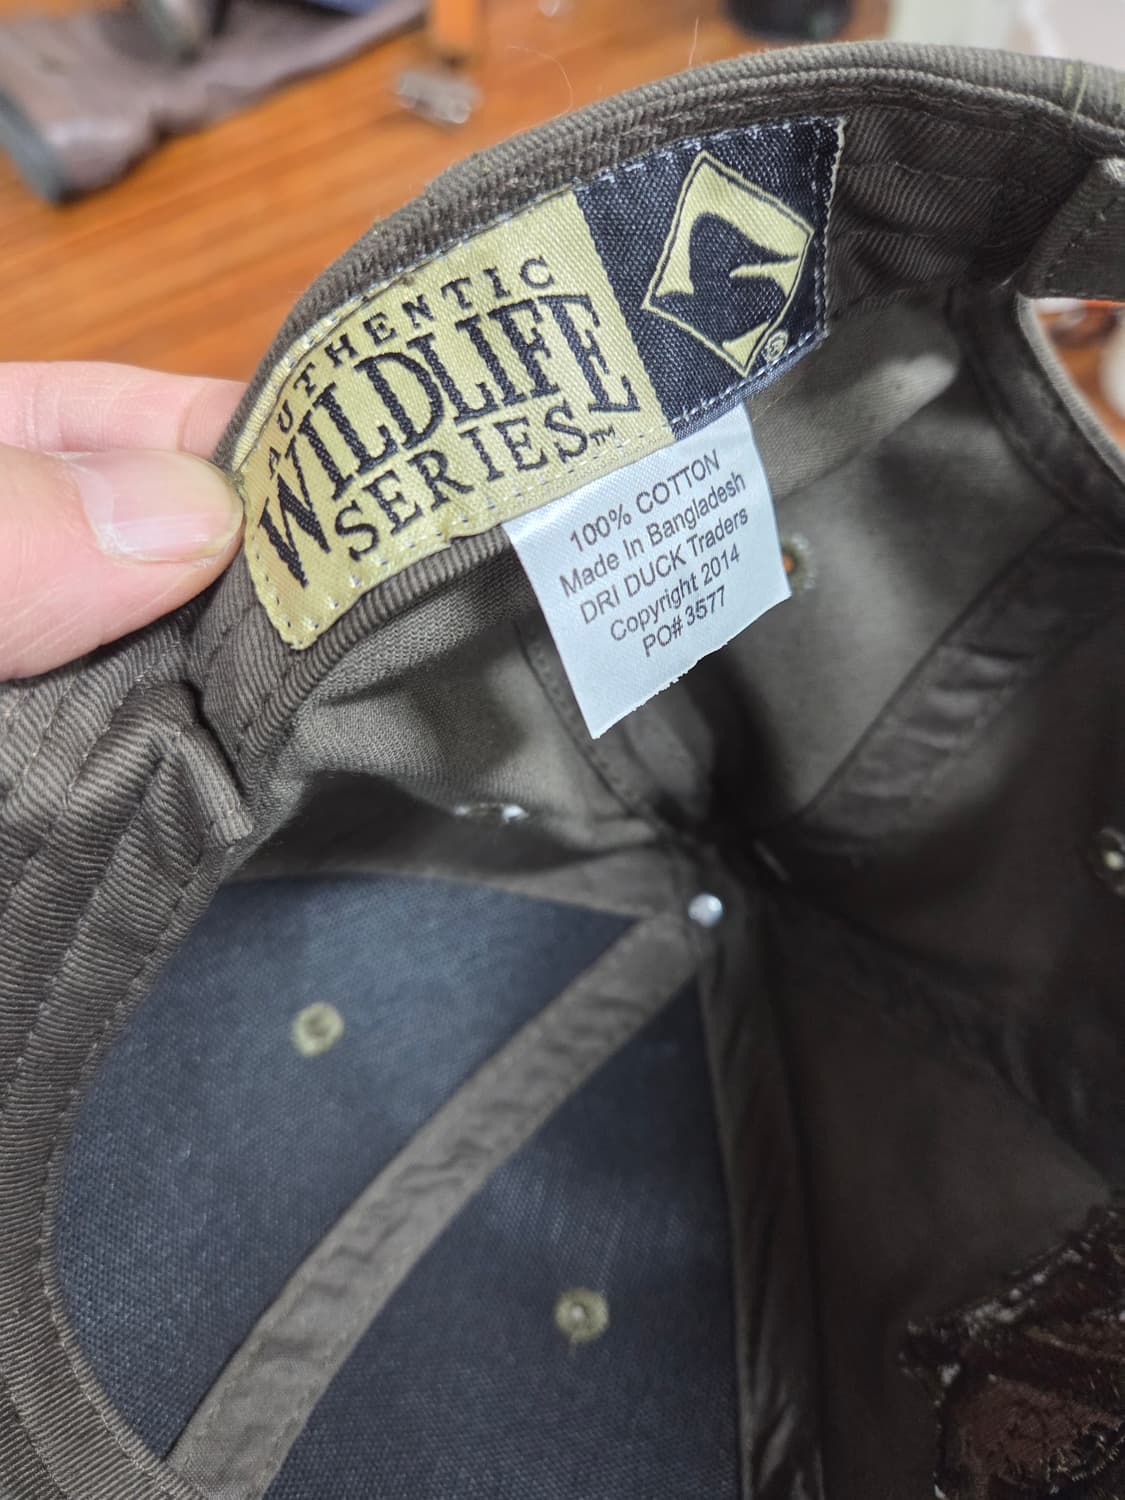 AUTHENTIC
WILDLIFE
SERIES™
®
100% COTTON
Made In Bangladesh
DRI DUCK Traders
Copyright 2014
PO# 3577